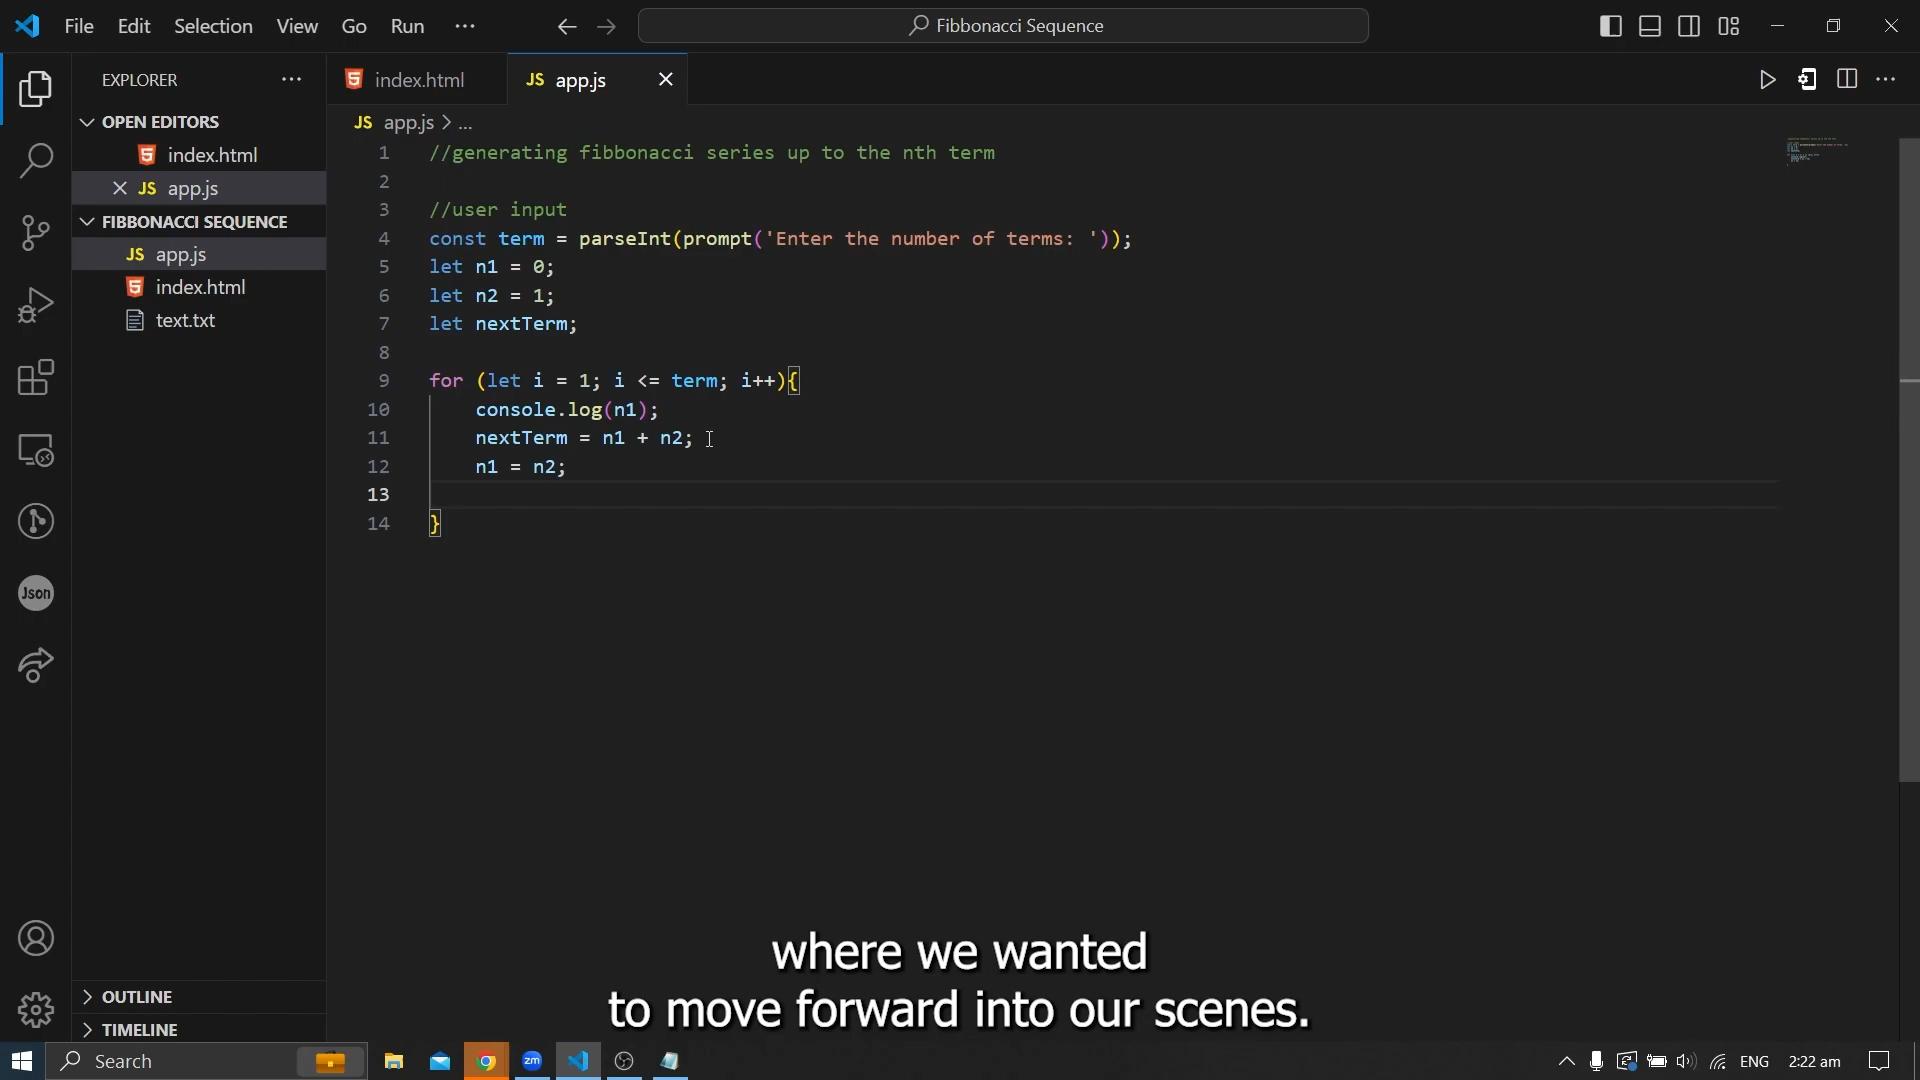 File Edit Selection View Go Run ···
Fibbonacci Sequence
EXPLORER
index.html
JS app.js
OPEN EDITORS
index.html
JS app.js
FIBBONACCI SEQUENCE
JS app.js
index.html
text.txt
JS app.js > ...
1 //generating fibbonacci series up to the nth term
2
3 //user input
4 const term = parseInt(prompt('Enter the number of terms: '));
5 let n1 = 0;
6 let n2 = 1;
7 let nextTerm;
8
9 for (let i = 1; i <= term; i++){
10 console.log(n1);
11 nextTerm = n1 + n2;
12 n1 = n2;
13
14 }
Json
OUTLINE
TIMELINE
where we wanted
to move forward into our scenes.
Search
zm
ENG 2:22 am